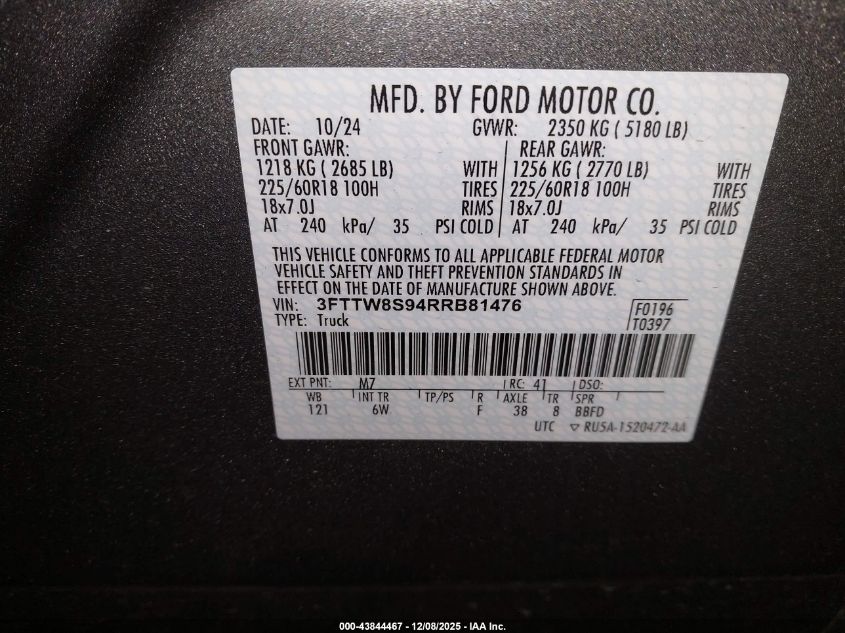 MFD. BY FORD MOTOR CO.
DATE: 10/24 GVWR: 2350 KG ( 5180 LB)
FRONT GAWR: REAR GAWR:
1218 KG ( 2685 LB) WITH 1256 KG ( 2770 LB) WITH
225/60R18 100H TIRES 225/60R18 100H TIRES
18x7.0J RIMS 18x7.0J RIMS
AT 240 kPa/ 35 PSI COLD AT 240 kPa/ 35 PSI COLD
THIS VEHICLE CONFORMS TO ALL APPLICABLE FEDERAL MOTOR
VEHICLE SAFETY AND THEFT PREVENTION STANDARDS IN
EFFECT ON THE DATE OF MANUFACTURE SHOWN ABOVE.
VIN: 3FTTW8S94RRB81476 F0196
TYPE: Truck T0397
EXT PNT: M7 RC: 41 DSO:
WB INT TR TP/PS R AXLE TR SPR
121 6W F 38 8 BBFD
UTC ▽ RU5A-1520472-AA
000-43844467 - 12/08/2025 - IAA Inc.